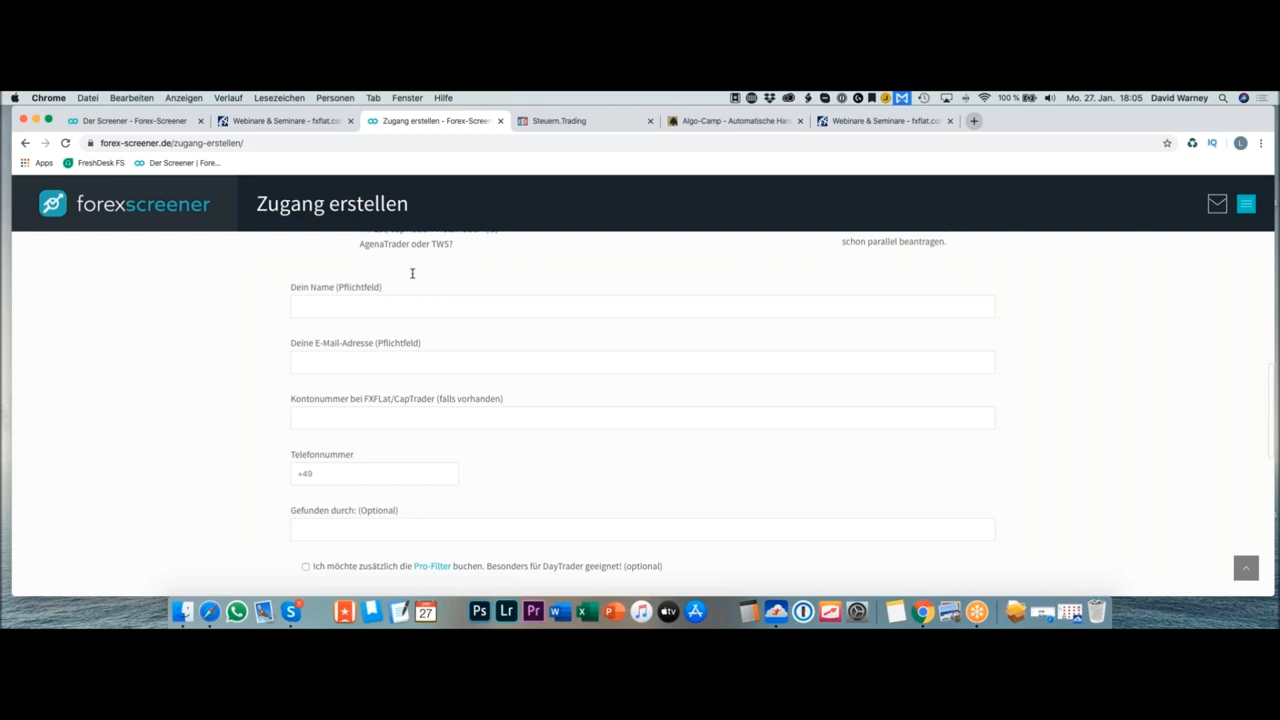 Chrome Datei Bearbeiten Anzeigen Verlauf Lesezeichen Personen Tab Fenster Hilfe 100 % Mo. 27. Jan. 18:05 David Warney
Der Screener - Forex-Screener Webinare & Seminare - fxflat.co Zugang erstellen - Forex-Screen Steuern.Trading Algo-Camp - Automatische Han Webinare & Seminare - fxflat.co
forex-screener.de/zugang-erstellen/
Apps FreshDesk FS Der Screener | Fore...
forexscreener Zugang erstellen
AgenaTrader oder TWS? schon parallel beantragen.
Dein Name (Pflichtfeld)
Deine E-Mail-Adresse (Pflichtfeld)
Kontonummer bei FXFLat/CapTrader (falls vorhanden)
Telefonnummer
+49
Gefunden durch: (Optional)
Ich möchte zusätzlich die Pro-Filter buchen. Besonders für DayTrader geeignet! (optional)
27 Ps Lr Pr